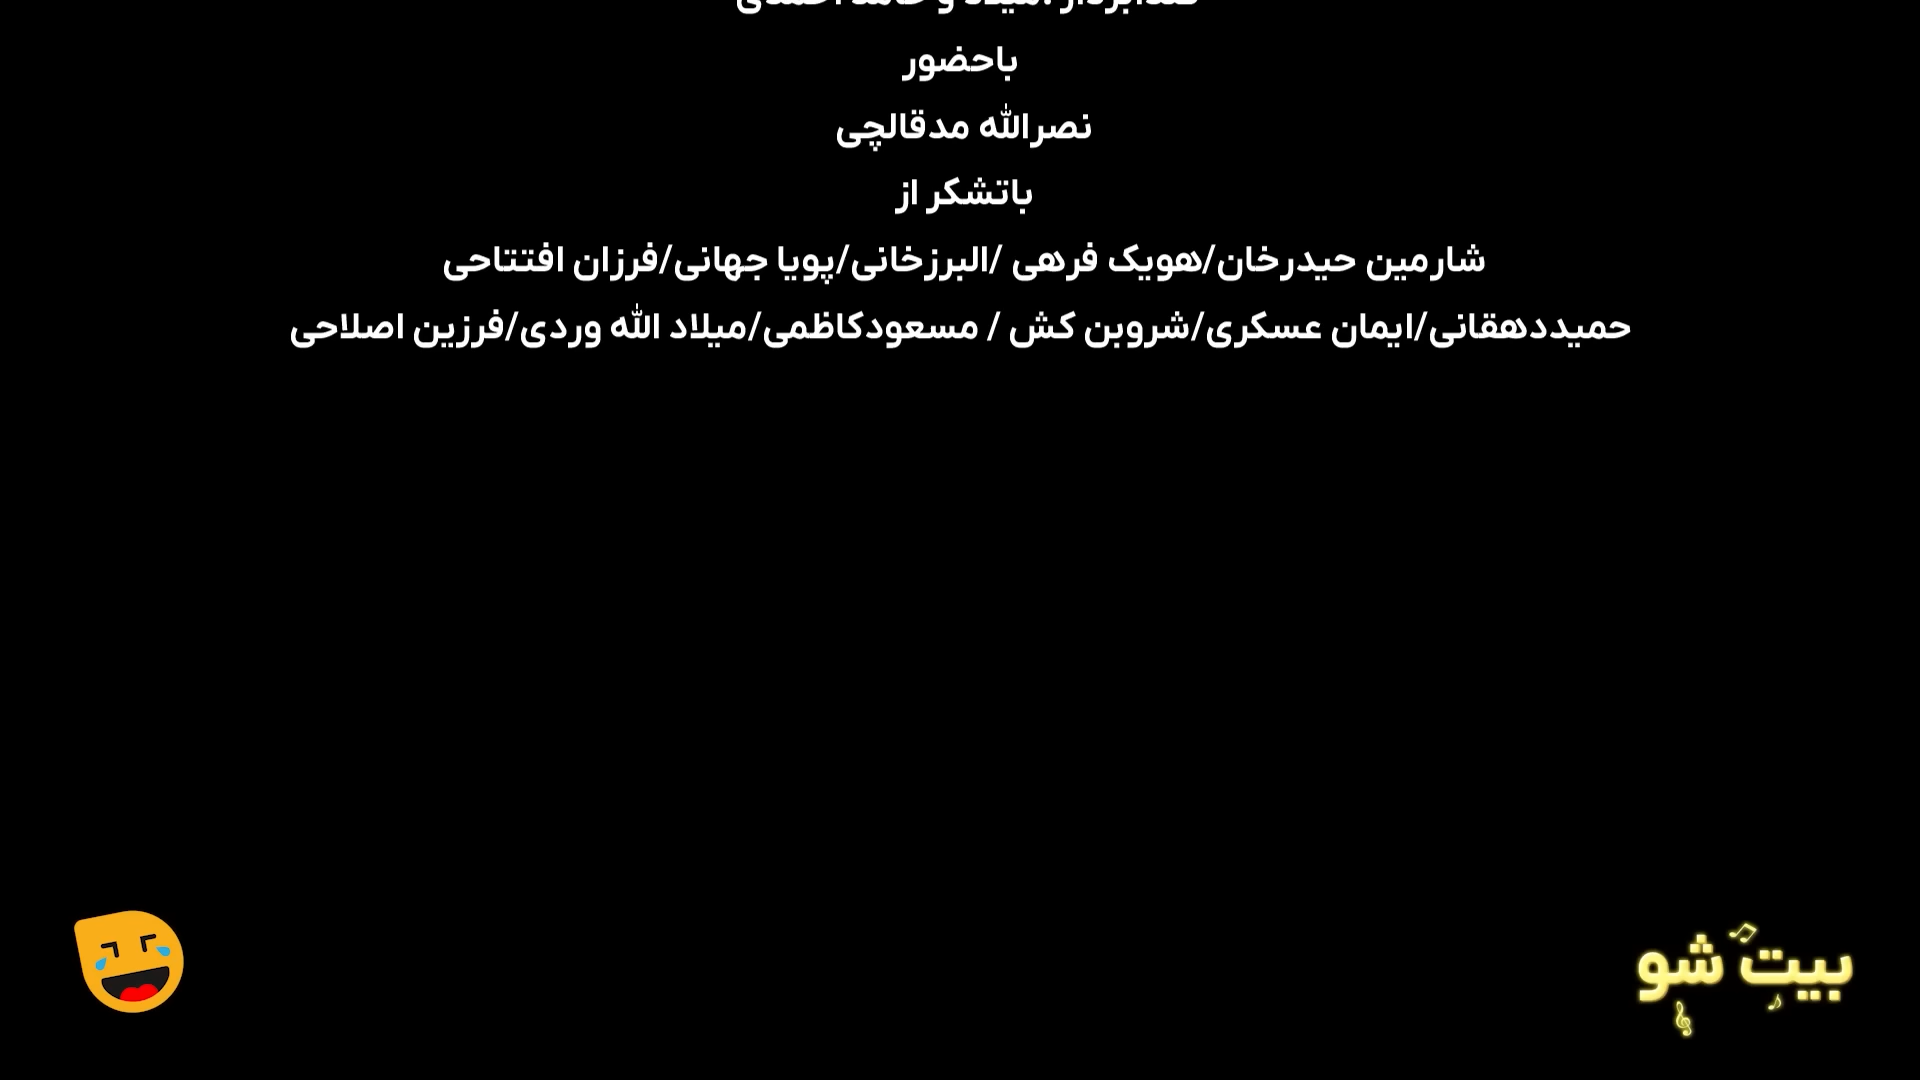 باحضور
نصرالله مدقالچی
باتشکر از
شارمین حیدرخان/هویک فرهی /البرزخانی/پویا جهانی/فرزان افتتاحی
حمیددهقانی/ایمان عسکری/شروبن کش / مسعودکاظمی/میلاد الله وردی/فرزین اصلاحی
بیت شو